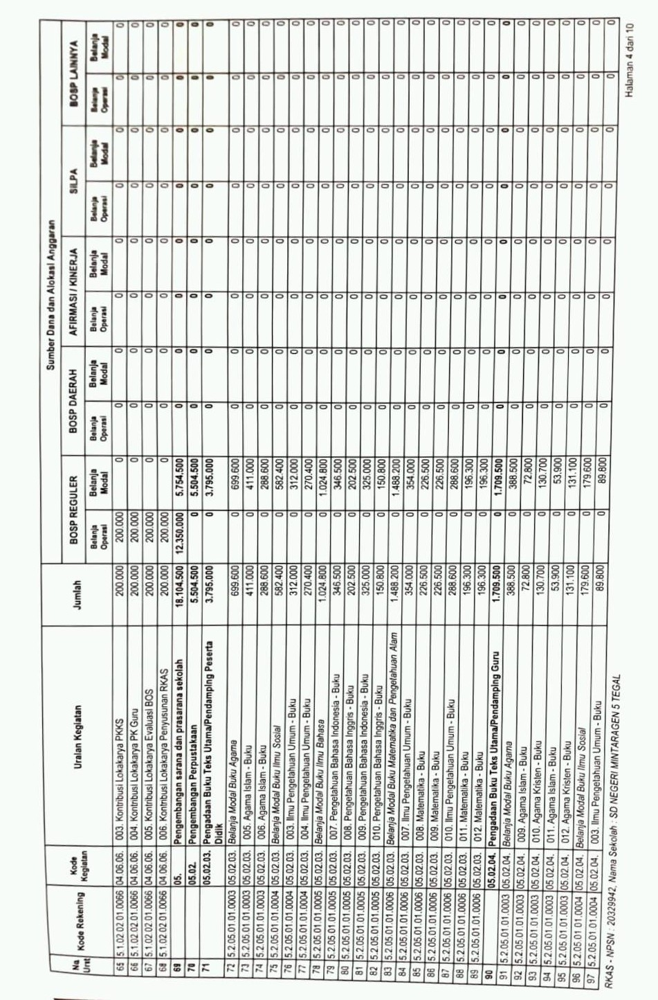 Sumber Dana dan Alokasi Anggaran
No Urut Kode Rekening Kode Kegiatan Uraian Kegiatan Jumlah BOSP REGULER BOSP DAERAH AFIRMASI / KINERJA SILPA BOSP LAINNYA
Belanja Operasi Belanja Modal Belanja Operasi Belanja Modal Belanja Operasi Belanja Modal Belanja Operasi Belanja Modal Belanja Operasi Belanja Modal
65 5.1.02.02.01.0066 04.06.06. 003. Kontribusi Lokakarya PKKS 200.000 200.000 0 0 0 0 0 0 0 0 0
66 5.1.02.02.01.0066 04.06.06. 004. Kontribusi Lokakarya PK Guru 200.000 200.000 0 0 0 0 0 0 0 0 0
67 5.1.02.02.01.0066 04.06.06. 005. Kontribusi Lokakarya Evaluasi BOS 200.000 200.000 0 0 0 0 0 0 0 0 0
68 5.1.02.02.01.0066 04.06.06. 006. Kontribusi Lokakarya Penyusunan RKAS 200.000 200.000 0 0 0 0 0 0 0 0 0
69 05. Pengembangan sarana dan prasarana sekolah 18.104.500 12.350.000 5.754.500 0 0 0 0 0 0 0 0
70 05.02. Pengembangan Perpustakaan 5.504.500 0 5.504.500 0 0 0 0 0 0 0 0
71 05.02.03. Pengadaan Buku Teks Utama/Pendamping Peserta Didik 3.795.000 0 3.795.000 0 0 0 0 0 0 0 0
72 5.2.05.01.01.0003 05.02.03. Belanja Modal Buku Agama 699.600 0 699.600 0 0 0 0 0 0 0 0
73 5.2.05.01.01.0003 05.02.03. 005. Agama Islam - Buku 411.000 0 411.000 0 0 0 0 0 0 0 0
74 5.2.05.01.01.0003 05.02.03. 006. Agama Islam - Buku 288.600 0 288.600 0 0 0 0 0 0 0 0
75 5.2.05.01.01.0004 05.02.03. Belanja Modal Buku Ilmu Sosial 582.400 0 582.400 0 0 0 0 0 0 0 0
76 5.2.05.01.01.0004 05.02.03. 003. Ilmu Pengetahuan Umum - Buku 312.000 0 312.000 0 0 0 0 0 0 0 0
77 5.2.05.01.01.0004 05.02.03. 004. Ilmu Pengetahuan Umum - Buku 270.400 0 270.400 0 0 0 0 0 0 0 0
78 5.2.05.01.01.0005 05.02.03. Belanja Modal Buku Ilmu Bahasa 1.024.800 0 1.024.800 0 0 0 0 0 0 0 0
79 5.2.05.01.01.0005 05.02.03. 007. Pengetahuan Bahasa Indonesia - Buku 346.500 0 346.500 0 0 0 0 0 0 0 0
80 5.2.05.01.01.0005 05.02.03. 008. Pengetahuan Bahasa Inggris - Buku 202.500 0 202.500 0 0 0 0 0 0 0 0
81 5.2.05.01.01.0005 05.02.03. 009. Pengetahuan Bahasa Indonesia - Buku 325.000 0 325.000 0 0 0 0 0 0 0 0
82 5.2.05.01.01.0005 05.02.03. 010. Pengetahuan Bahasa Inggris - Buku 150.800 0 150.800 0 0 0 0 0 0 0 0
83 5.2.05.01.01.0006 05.02.03. Belanja Modal Buku Matematika dan Pengetahuan Alam 1.488.200 0 1.488.200 0 0 0 0 0 0 0 0
84 5.2.05.01.01.0006 05.02.03. 007. Ilmu Pengetahuan Umum - Buku 354.000 0 354.000 0 0 0 0 0 0 0 0
85 5.2.05.01.01.0006 05.02.03. 008. Matematika - Buku 226.500 0 226.500 0 0 0 0 0 0 0 0
86 5.2.05.01.01.0006 05.02.03. 009. Matematika - Buku 226.500 0 226.500 0 0 0 0 0 0 0 0
87 5.2.05.01.01.0006 05.02.03. 010. Ilmu Pengetahuan Umum - Buku 288.600 0 288.600 0 0 0 0 0 0 0 0
88 5.2.05.01.01.0006 05.02.03. 011. Matematika - Buku 196.300 0 196.300 0 0 0 0 0 0 0 0
89 5.2.05.01.01.0006 05.02.03. 012. Matematika - Buku 196.300 0 196.300 0 0 0 0 0 0 0 0
90 05.02.04. Pengadaan Buku Teks Utama/Pendamping Guru 1.709.500 0 1.709.500 0 0 0 0 0 0 0 0
91 5.2.05.01.01.0003 05.02.04. Belanja Modal Buku Agama 388.500 0 388.500 0 0 0 0 0 0 0 0
92 5.2.05.01.01.0003 05.02.04. 009. Agama Islam - Buku 72.800 0 72.800 0 0 0 0 0 0 0 0
93 5.2.05.01.01.0003 05.02.04. 010. Agama Kristen - Buku 130.700 0 130.700 0 0 0 0 0 0 0 0
94 5.2.05.01.01.0003 05.02.04. 011. Agama Islam - Buku 53.900 0 53.900 0 0 0 0 0 0 0 0
95 5.2.05.01.01.0003 05.02.04. 012. Agama Kristen - Buku 131.100 0 131.100 0 0 0 0 0 0 0 0
96 5.2.05.01.01.0004 05.02.04. Belanja Modal Buku Ilmu Sosial 179.600 0 179.600 0 0 0 0 0 0 0 0
97 5.2.05.01.01.0004 05.02.04. 003. Ilmu Pengetahuan Umum - Buku 89.800 0 89.800 0 0 0 0 0 0 0 0
RKAS - NPSN : 20329942, Nama Sekolah : SD NEGERI MINTARAGEN 5 TEGAL
Halaman 4 dari 10